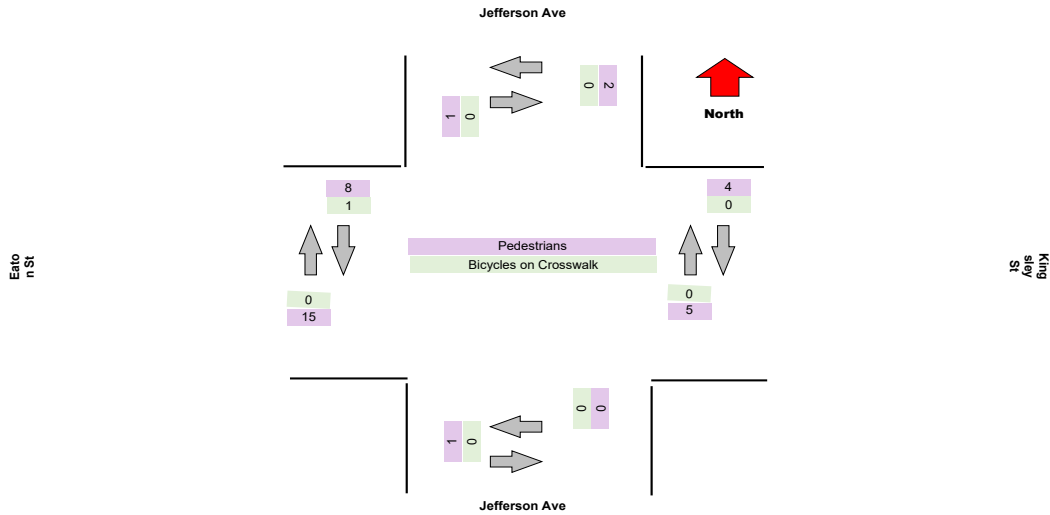 Jefferson Ave
0
2
1
0
North
8
1
4
0
Eato
n St
Pedestrians
Bicycles on Crosswalk
King
sley
St
0
15
0
5
0
0
1
0
Jefferson Ave